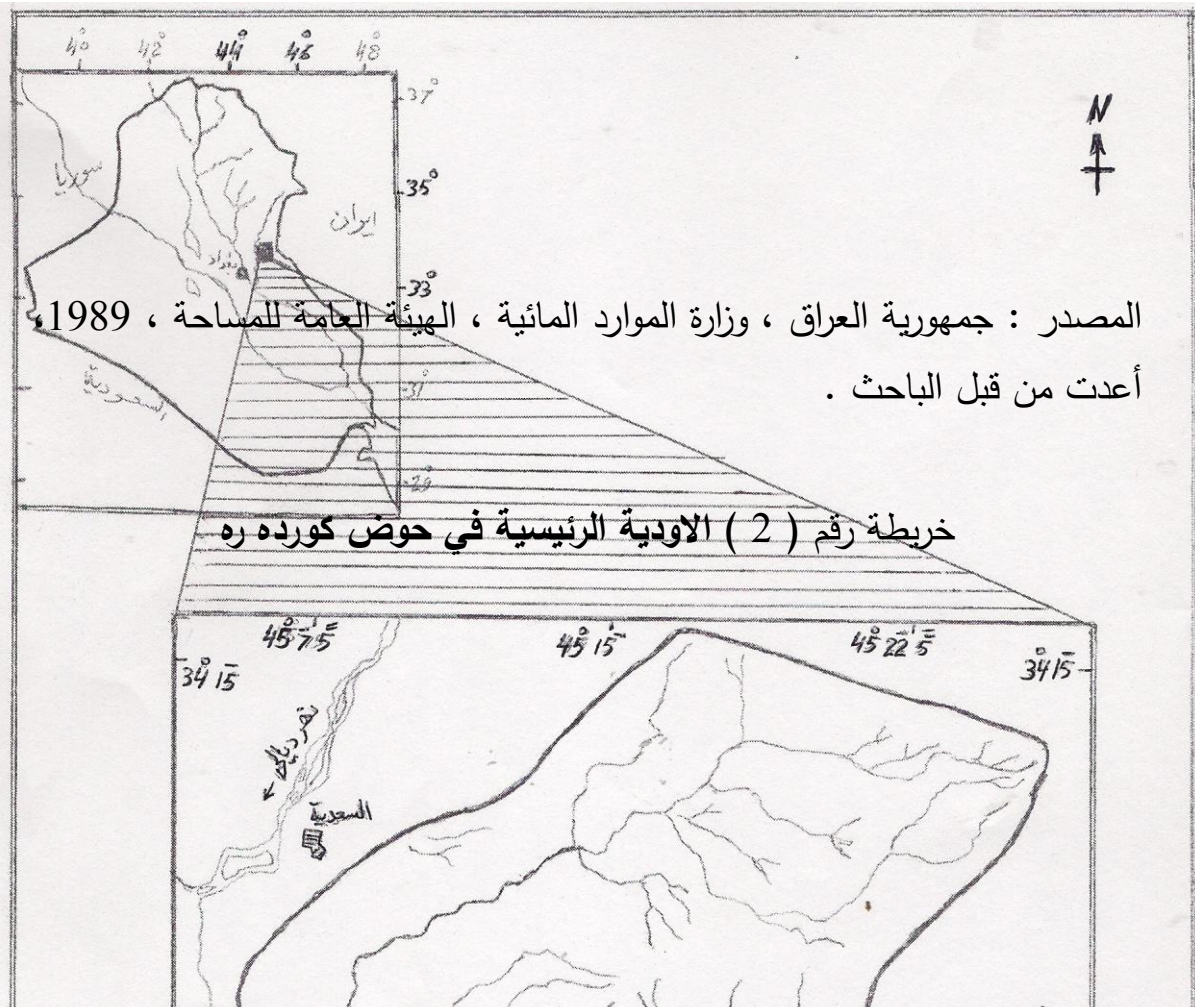 40° 42° 44° 46° 48°
37°
N
سوريا
35°
ايران
بغداد
33°
المصدر : جمهورية العراق ، وزارة الموارد المائية ، الهيئة العامة للمساحة ، 1989،
أعدت من قبل الباحث .
31°
السعودية
29°
خريطة رقم ( 2 ) الاودية الرئيسية في حوض كورده ره
45° 7' 5" 45° 15' 45° 22' 5"
34° 15' 34° 15'
نهر ديالى
السعدية